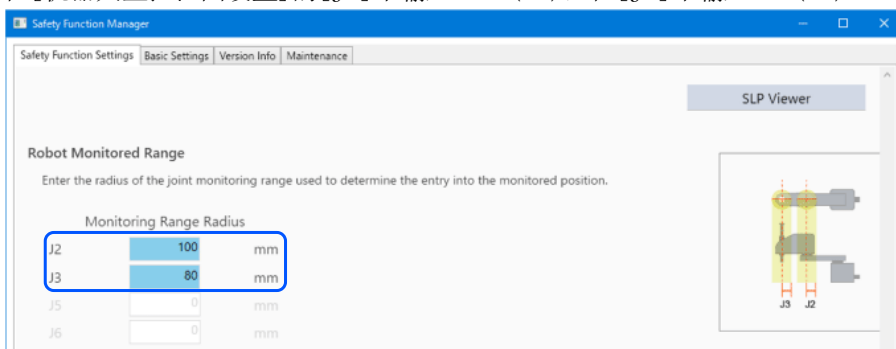 Safety Function Manager
Safety Function Settings Basic Settings Version Info Maintenance
SLP Viewer
Robot Monitored Range
Enter the radius of the joint monitoring range used to determine the entry into the monitored position.
Monitoring Range Radius
J2 100 mm
J3 80 mm
J5 0 mm
J6 0 mm
J3 J2